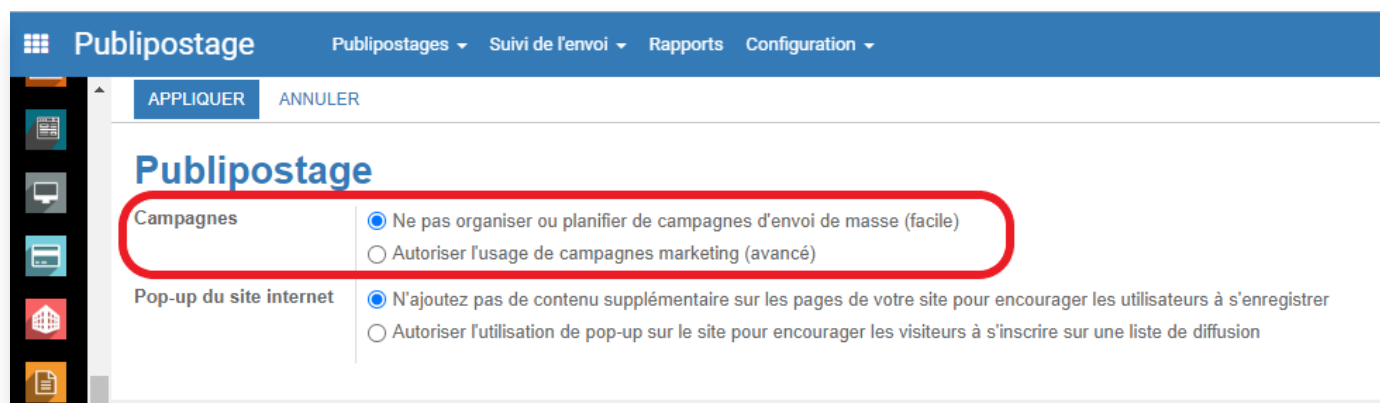 Publipostage Publipostages Suivi de l'envoi Rapports Configuration
APPLIQUER ANNULER
Publipostage
Campagnes Ne pas organiser ou planifier de campagnes d'envoi de masse (facile)
Autoriser l'usage de campagnes marketing (avancé)
Pop-up du site internet N'ajoutez pas de contenu supplémentaire sur les pages de votre site pour encourager les utilisateurs à s'enregistrer
Autoriser l'utilisation de pop-up sur le site pour encourager les visiteurs à s'inscrire sur une liste de diffusion